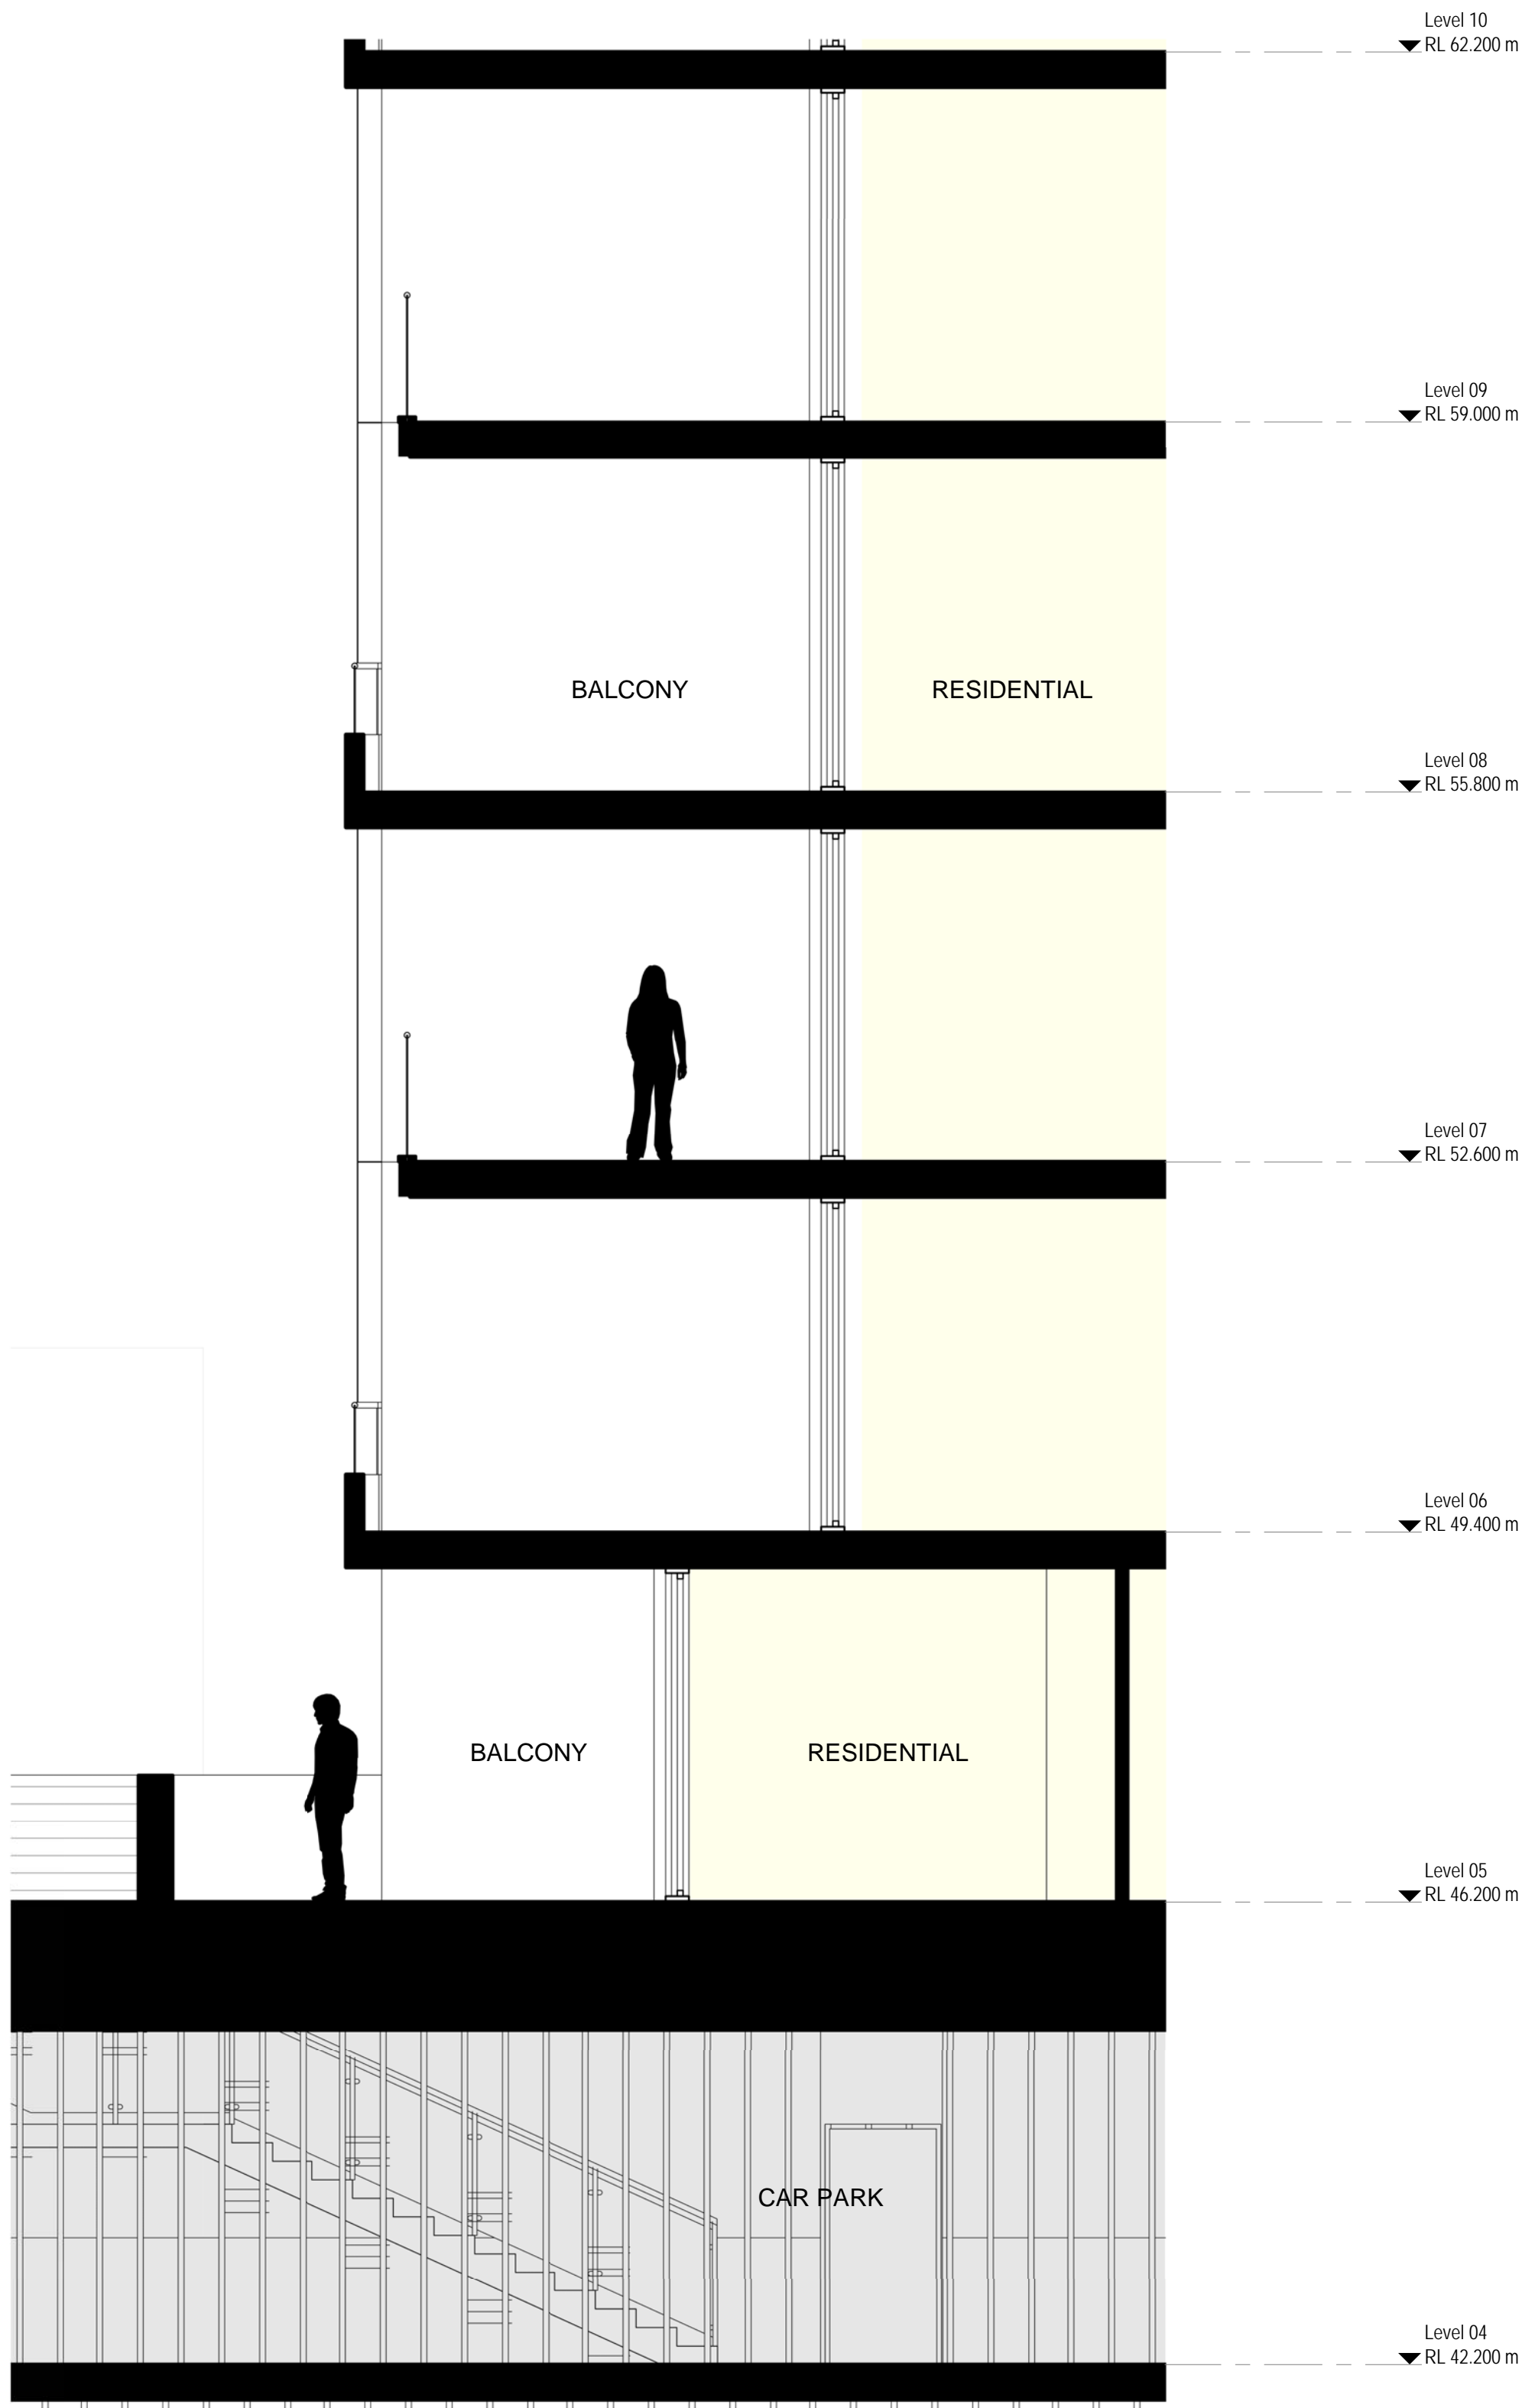 Level 10
RL 62.200 m
Level 09
RL 59.000 m
BALCONY
RESIDENTIAL
Level 08
RL 55.800 m
Level 07
RL 52.600 m
Level 06
RL 49.400 m
BALCONY
RESIDENTIAL
Level 05
RL 46.200 m
CAR PARK
Level 04
RL 42.200 m